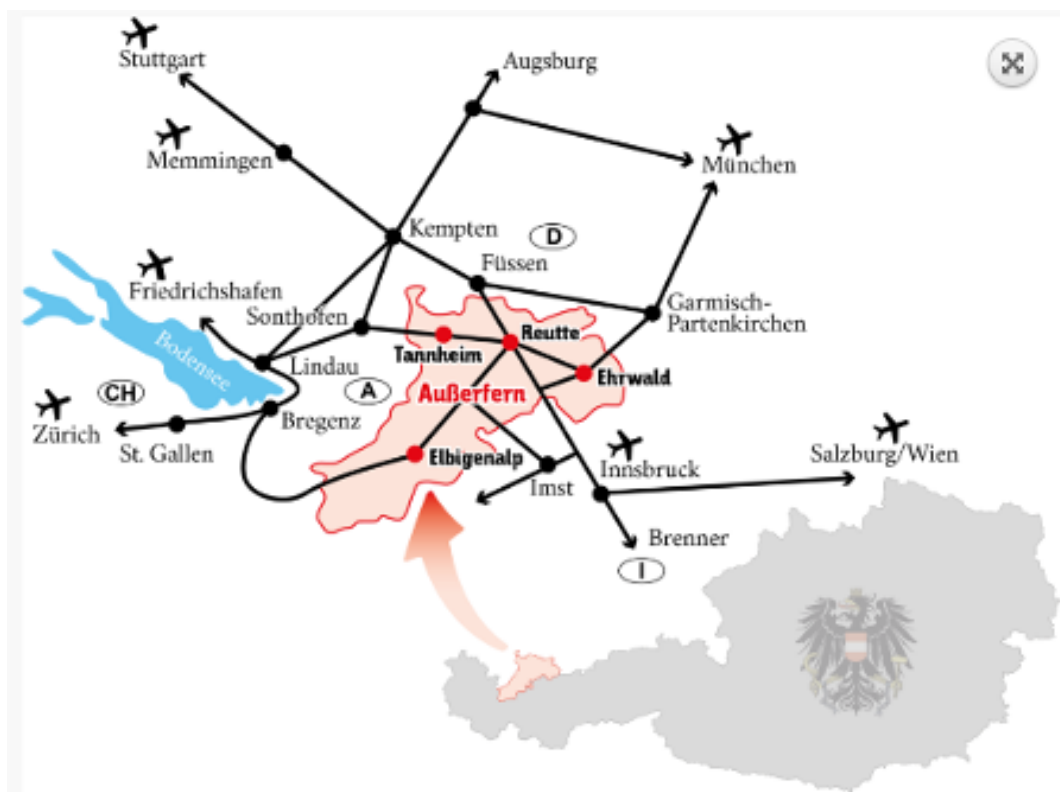 Stuttgart
Augsburg
Memmingen
München
Kempten
D
Füssen
Friedrichshafen
Garmisch-
Partenkirchen
Sonthofen
Reutte
Tannheim
Bodensee
Lindau
Ehrwald
CH
A
Außerfern
Zürich
Bregenz
St. Gallen
Elbigenalp
Innsbruck
Salzburg/Wien
Imst
Brenner
I